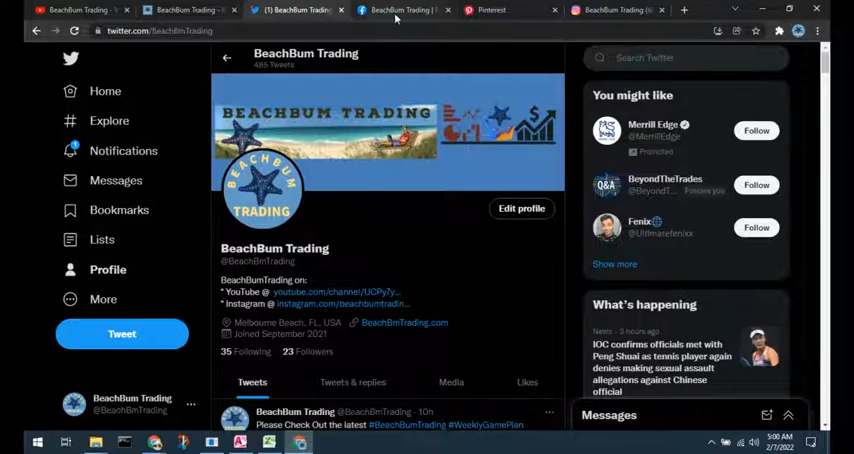 BeachBum Trading - Y
BeachBum Trading - B
(1) BeachBum Trading
BeachBum Trading | F
Pinterest
BeachBum Trading (@
twitter.com/BeachBmTrading
BeachBum Trading
485 Tweets
Search Twitter
Home
Explore
1
Notifications
Messages
Bookmarks
Lists
Profile
More
Tweet
BeachBum Trading
@BeachBmTrading
BEACHBUM TRADING
BEACHBUM
TRADING
Edit profile
BeachBum Trading
@BeachBmTrading
BeachBumTrading on:
* YouTube @ youtube.com/channel/UCPy7y...
* Instagram @ instagram.com/beachbumtradin...
Melbourne Beach, FL, USA
BeachBmTrading.com
Joined September 2021
35 Following 23 Followers
Tweets Tweets & replies Media Likes
BeachBum Trading @BeachBmTrading · 10h
Please Check Out the latest #BeachBumTrading #WeeklyGamePlan
You might like
Merrill Edge
@MerrillEdge
Promoted
Follow
Q&A
BeyondTheTrades
@BeyondT... Follows you
Follow
Fenix
@Ultimatefenixx
Follow
Show more
What's happening
News · 3 hours ago
IOC confirms officials met with
Peng Shuai as tennis player again
denies making sexual assault
allegations against Chinese
official
Messages
5:00 AM
2/7/2022